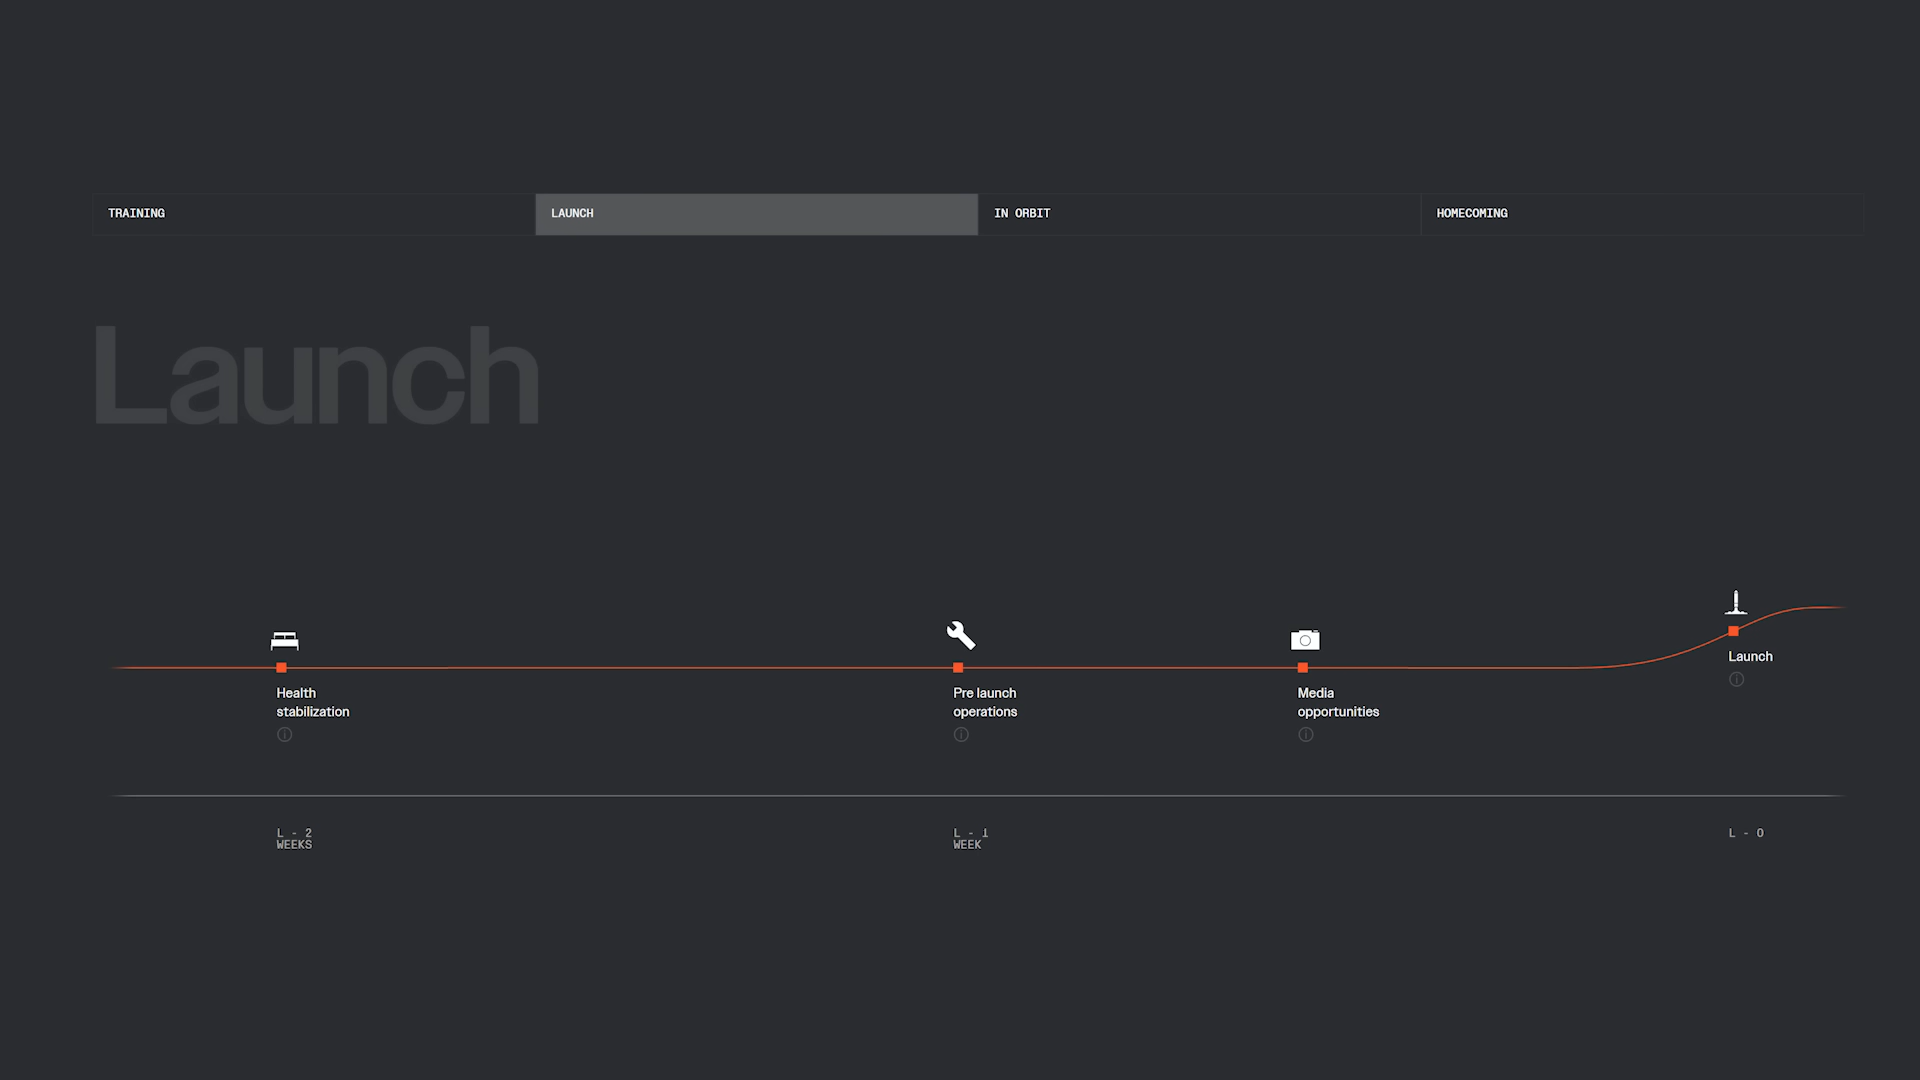 TRAINING
LAUNCH
IN ORBIT
HOMECOMING
Launch
Health
stabilization
Pre launch
operations
Media
opportunities
Launch
L - 2
WEEKS
L - 1
WEEK
L - 0